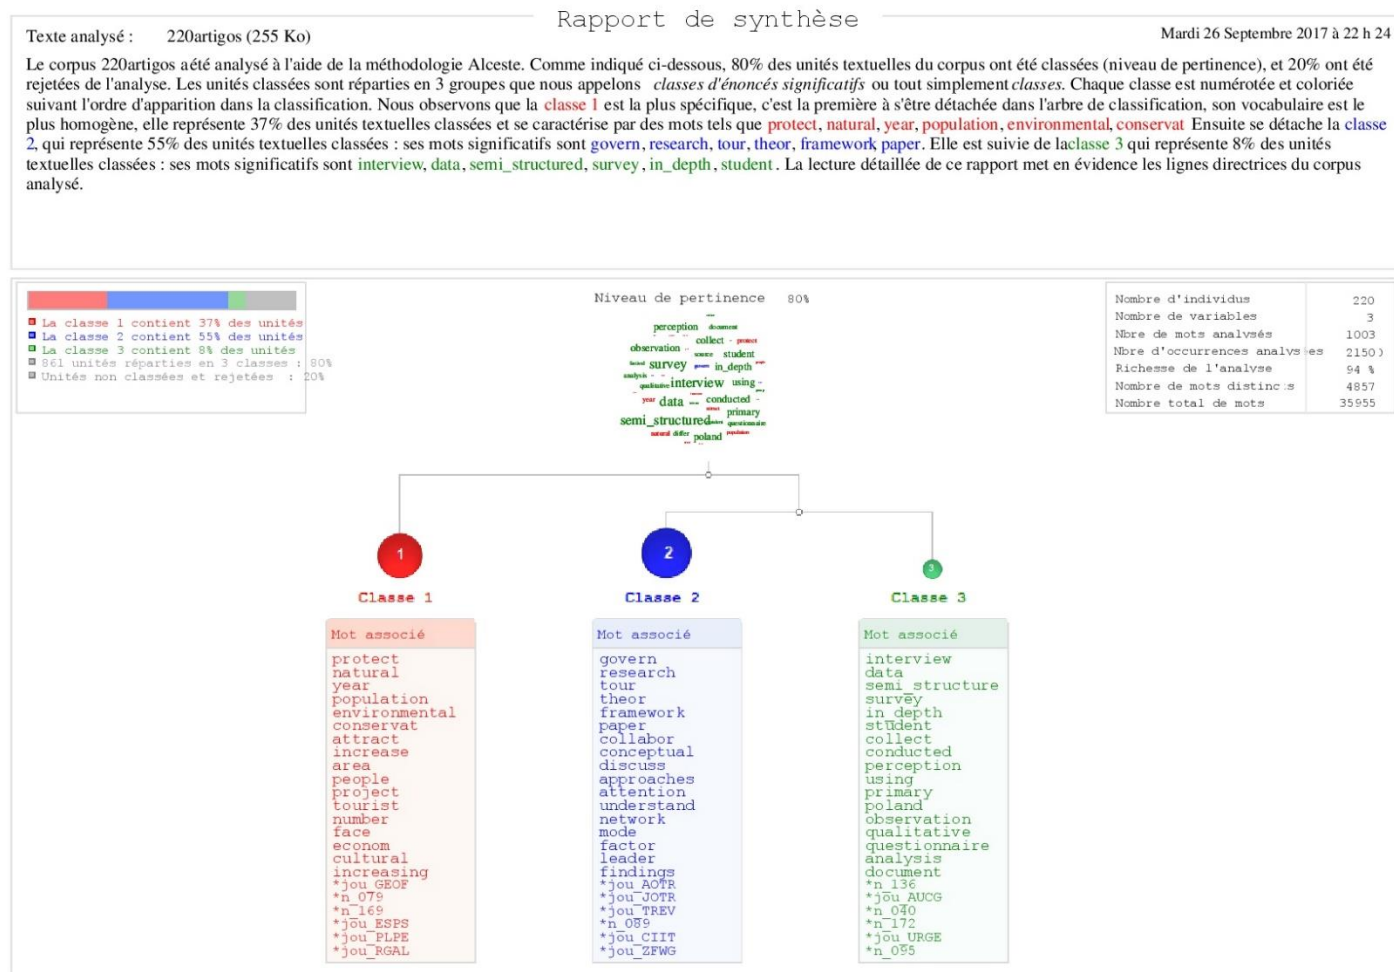 Rapport de synthèse
Texte analysé : 220artigos (255 Ko)
Mardi 26 Septembre 2017 à 22 h 24
Le corpus 220artigos aété analysé à l'aide de la méthodologie Alceste. Comme indiqué ci-dessous, 80% des unités textuelles du corpus ont été classées (niveau de pertinence), et 20% ont été
rejetées de l'analyse. Les unités classées sont réparties en 3 groupes que nous appelons classes d'énoncés significatifs ou tout simplement classes. Chaque classe est numérotée et coloriée
suivant l'ordre d'apparition dans la classification. Nous observons que la classe 1 est la plus spécifique, c'est la première à s'être détachée dans l'arbre de classification, son vocabulaire est le
plus homogène, elle représente 37% des unités textuelles classées et se caractérise par des mots tels que protect, natural, year, population, environmental, conservat Ensuite se détache la classe
2, qui représente 55% des unités textuelles classées : ses mots significatifs sont govern, research, tour, theor, framework, paper. Elle est suivie de laclasse 3 qui représente 8% des unités
textuelles classées : ses mots significatifs sont interview, data, semi_structured, survey, in_depth, student. La lecture détaillée de ce rapport met en évidence les lignes directrices du corpus
analysé.
La classe 1 contient 37% des unités
La classe 2 contient 55% des unités
La classe 3 contient 8% des unités
861 unités réparties en 3 classes : 80%
Unités non classées et rejetées : 20%
Niveau de pertinence 80%
perception document
collect protect
observation source student
survey govern in_depth
analysis
qualitative interview using
year data conducted
primary
semi_structured questionnaire
natural differ poland population
Nombre d'individus 220
Nombre de variables 3
Nbre de mots analysés 1003
Nbre d'occurrences analysées 21500
Richesse de l'analyse 94 %
Nombre de mots distincts 4857
Nombre total de mots 35955
1
2
3
Classe 1
Classe 2
Classe 3
Mot associé
protect
natural
year
population
environmental
conservat
attract
increase
area
people
project
tourist
number
face
econom
cultural
increasing
*jou_GEOF
*n_079
*n_169
*jou_ESPS
*jou_PLPE
*jou_RGAL
Mot associé
govern
research
tour
theor
framework
paper
collabor
conceptual
discuss
approaches
attention
understand
network
mode
factor
leader
findings
*jou_AOTR
*jou_JOTR
*jou_TREV
*n_089
*jou_CIIT
*jou_ZFWG
Mot associé
interview
data
semi_structure
survey
in_depth
student
collect
conducted
perception
using
primary
poland
observation
qualitative
questionnaire
analysis
document
*n_136
*jou_AUCG
*n_040
*n_172
*jou_URGE
*n_095